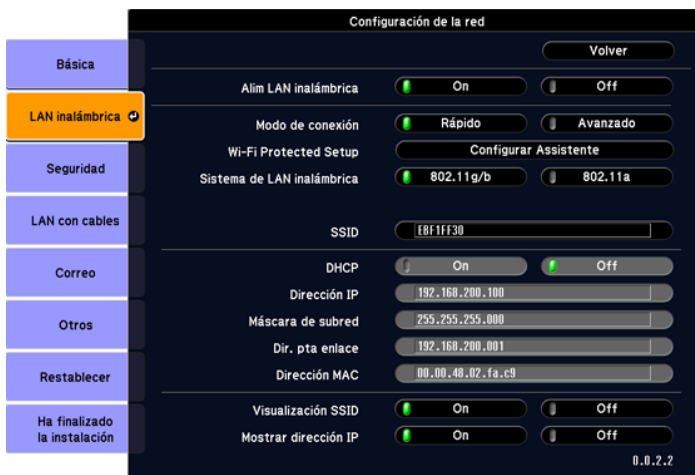 Configuración de la red
Volver
Básica
Alim LAN inalámbrica On Off
LAN inalámbrica
Modo de conexión Rápido Avanzado
Wi-Fi Protected Setup Configurar Assistente
Seguridad
Sistema de LAN inalámbrica 802.11g/b 802.11a
LAN con cables
SSID EBF1FF30
Correo
DHCP On Off
Dirección IP 192.168.200.100
Otros
Máscara de subred 255.255.255.000
Dir. pta enlace 192.168.200.001
Restablecer
Dirección MAC 00.00.48.02.fa.c9
Ha finalizado
la instalación
Visualización SSID On Off
Mostrar dirección IP On Off
0.0.2.2